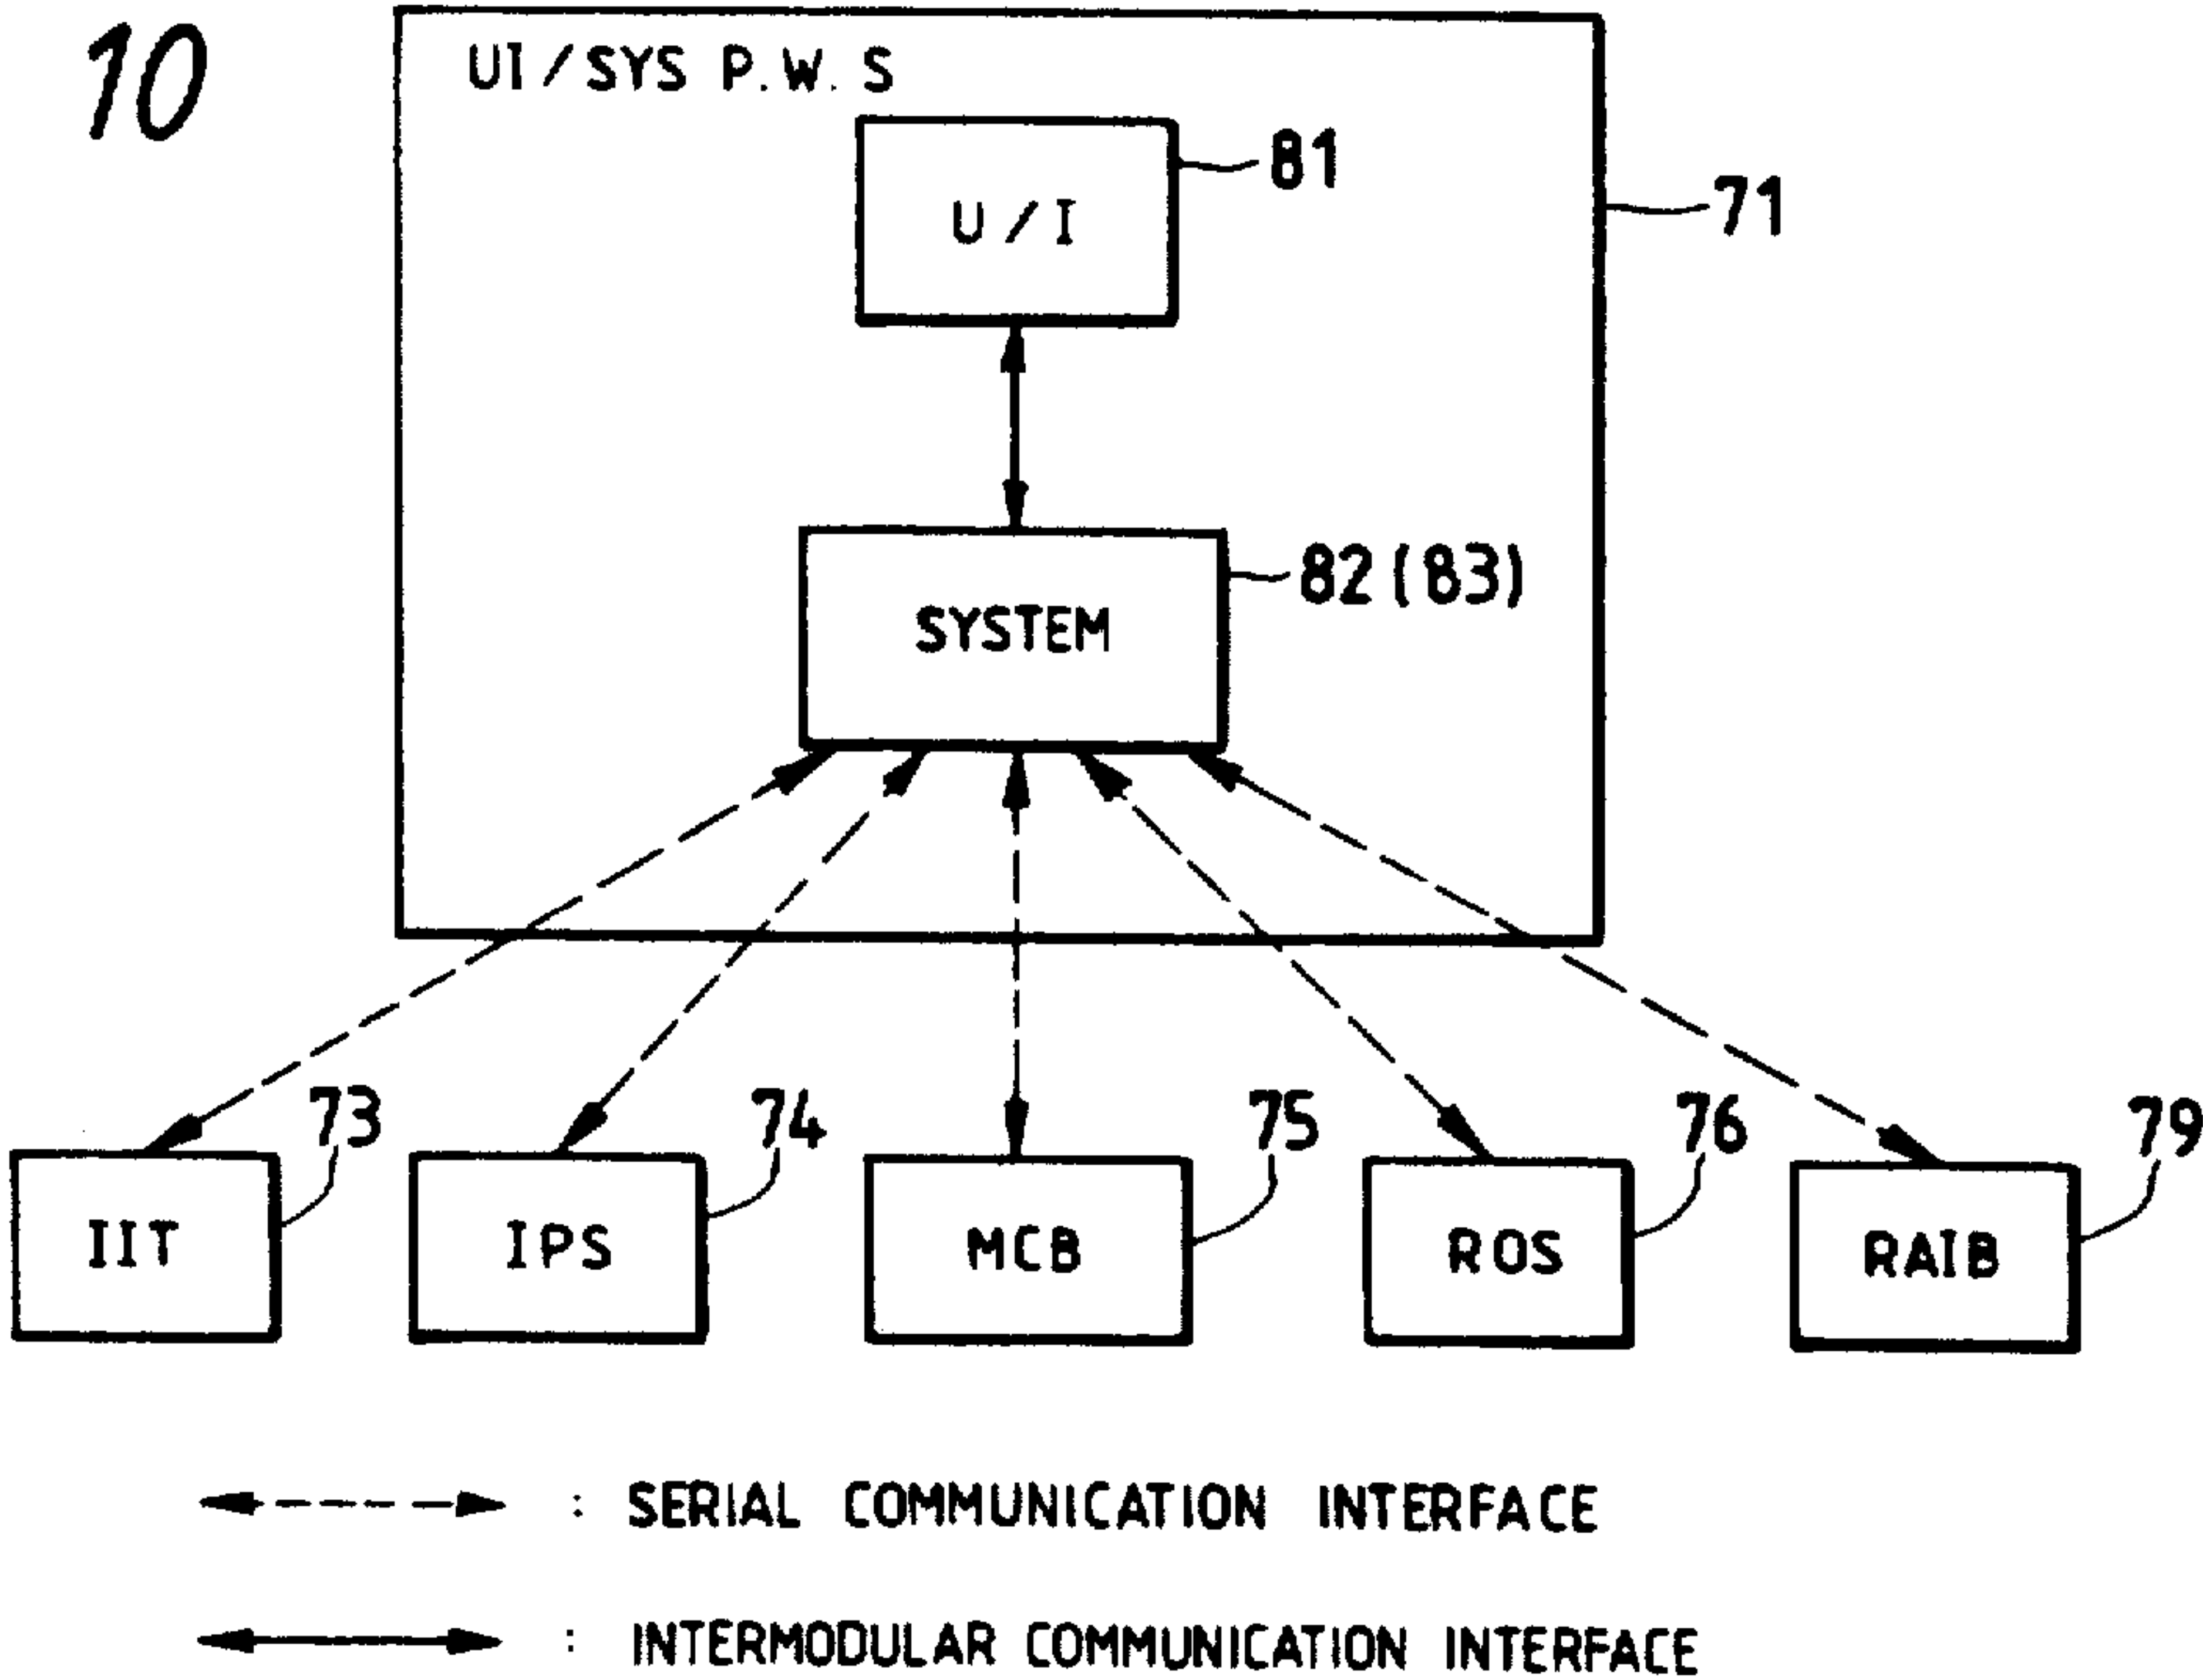 10
UI/SYS P.W.S
81
U/I
71
82(83)
SYSTEM
73
74
75
76
79
IIT
IPS
MCB
ROS
RAIB
: SERIAL COMMUNICATION INTERFACE
: INTERMODULAR COMMUNICATION INTERFACE